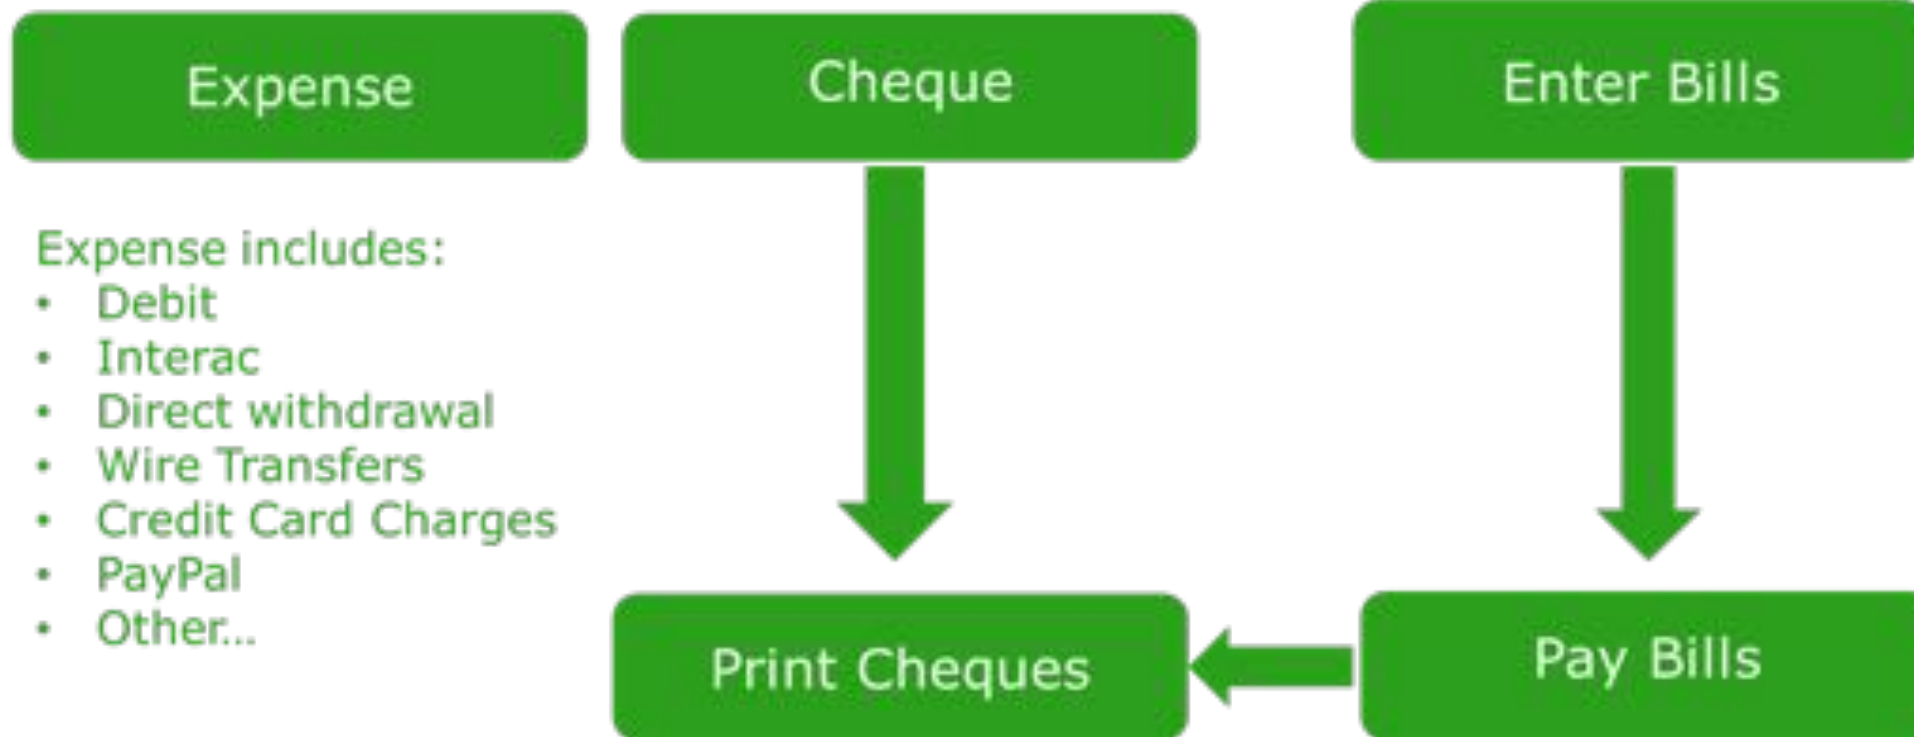 Expense
Cheque
Enter Bills
Expense includes:
• Debit
• Interac
• Direct withdrawal
• Wire Transfers
• Credit Card Charges
• PayPal
• Other...
Print Cheques
Pay Bills